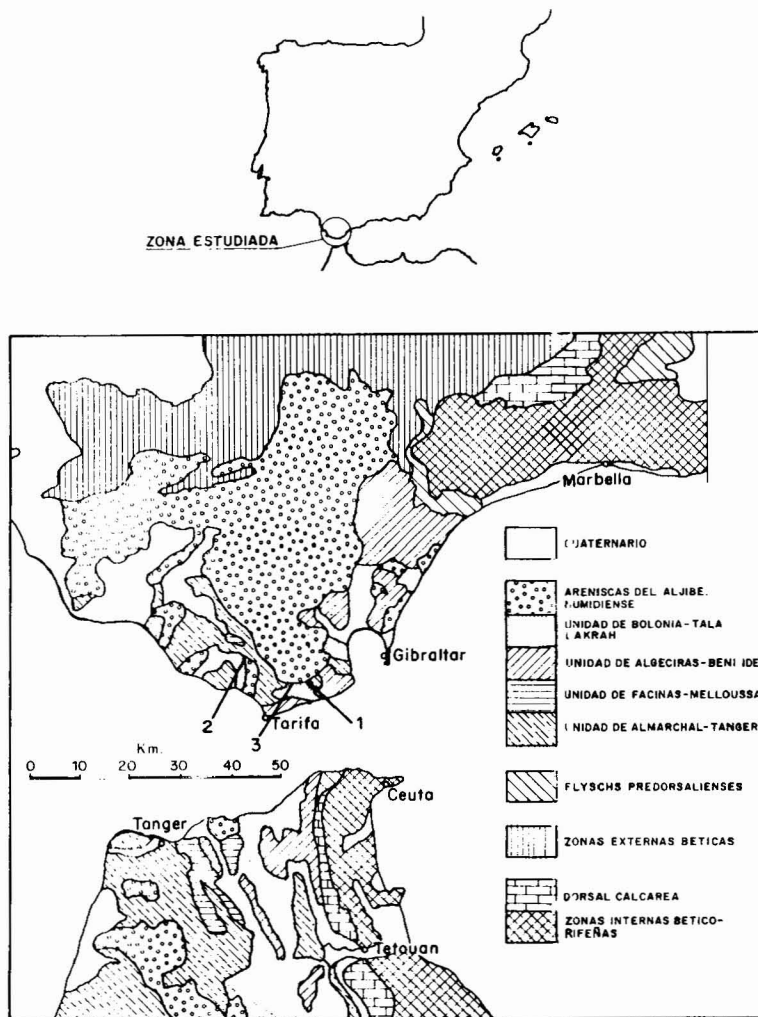 ZONA ESTUDIADA
Marbella
Gibraltar
Tarifa
1
2
3
Km.
0 10 20 30 40 50
Ceuta
Tanger
Tetouan
CUATERNARIO
ARENISCAS DEL ALJIBE.
NUMIDIENSE
UNIDAD DE BOLONIA-TALA
LAKRAH
UNIDAD DE ALGECIRAS-BENI IDE
UNIDAD DE FACINAS-MELLOUSSA
UNIDAD DE ALMARCHAL-TANGER
FLYSCHS PREDORSALIENSES
ZONAS EXTERNAS BETICAS
DORSAL CALCAREA
ZONAS INTERNAS BETICO-
RIFEÑAS